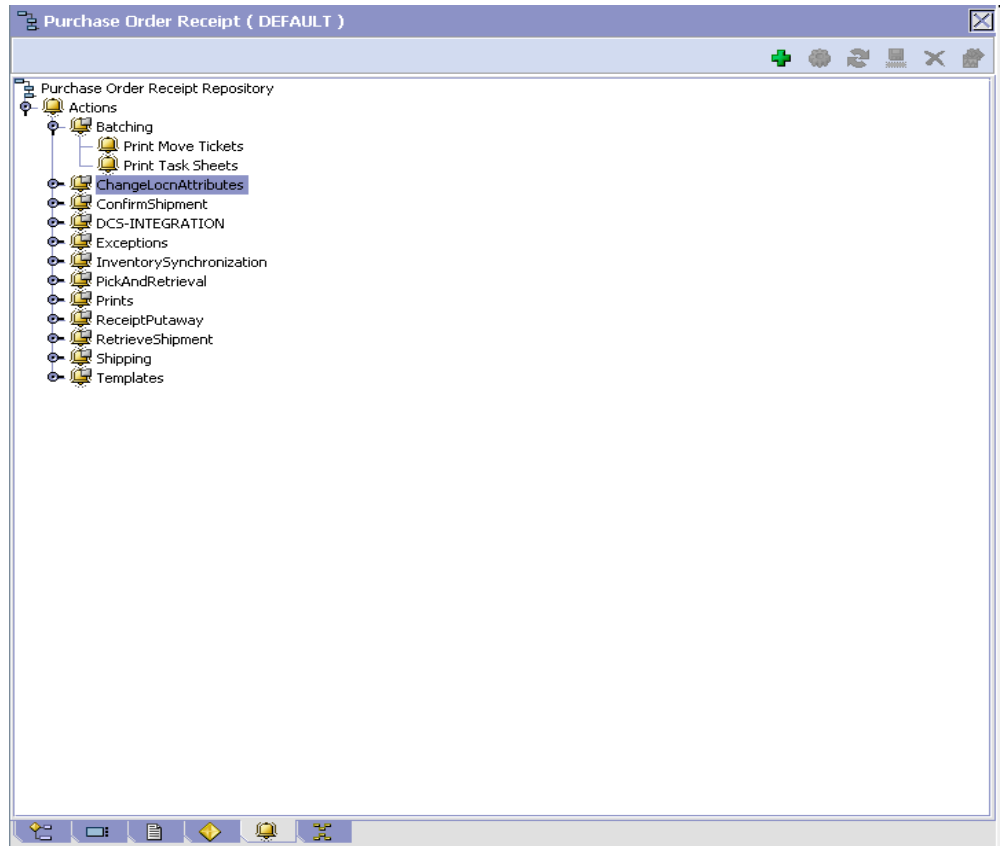 Purchase Order Receipt ( DEFAULT )
Purchase Order Receipt Repository
Actions
Batching
Print Move Tickets
Print Task Sheets
ChangeLocnAttributes
ConfirmShipment
DCS-INTEGRATION
Exceptions
InventorySynchronization
PickAndRetrieval
Prints
ReceiptPutaway
RetrieveShipment
Shipping
Templates